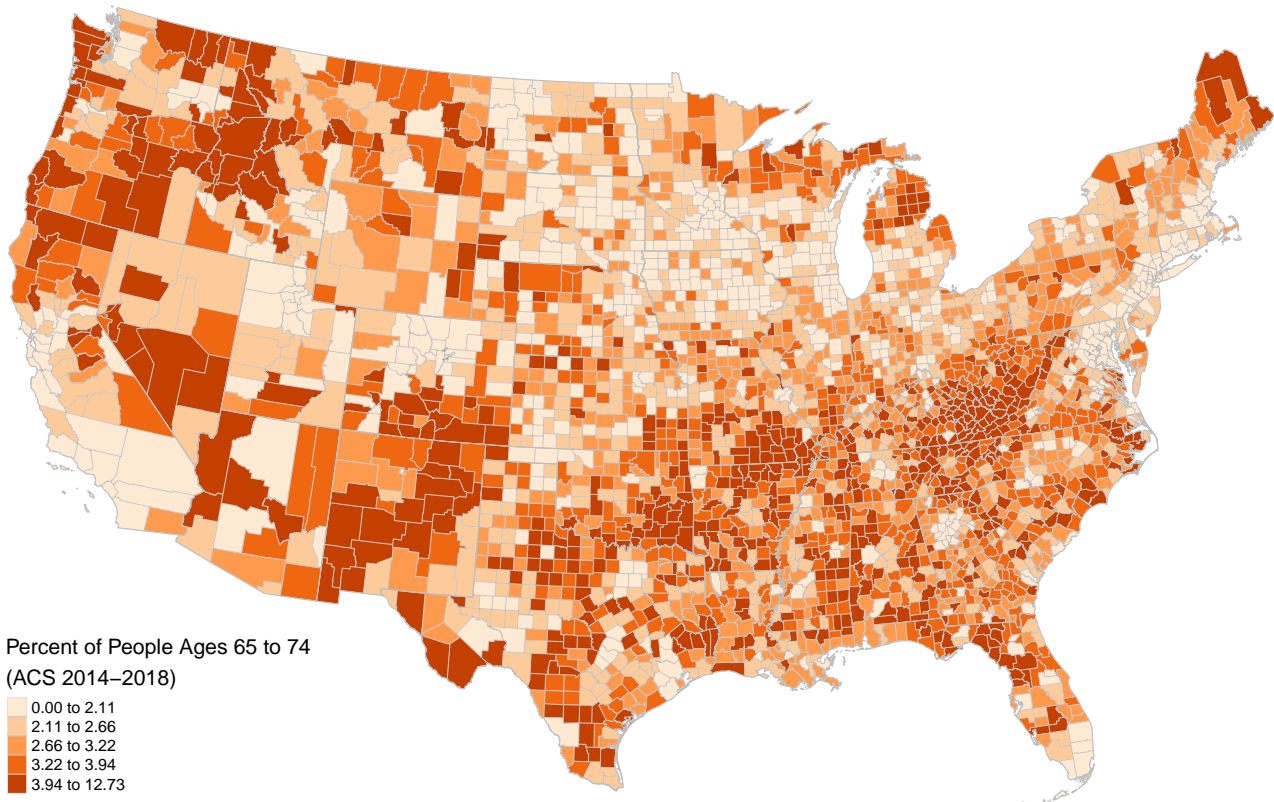 Percent of People Ages 65 to 74
(ACS 2014−2018)
0.00 to 2.11
2.11 to 2.66
2.66 to 3.22
3.22 to 3.94
3.94 to 12.73